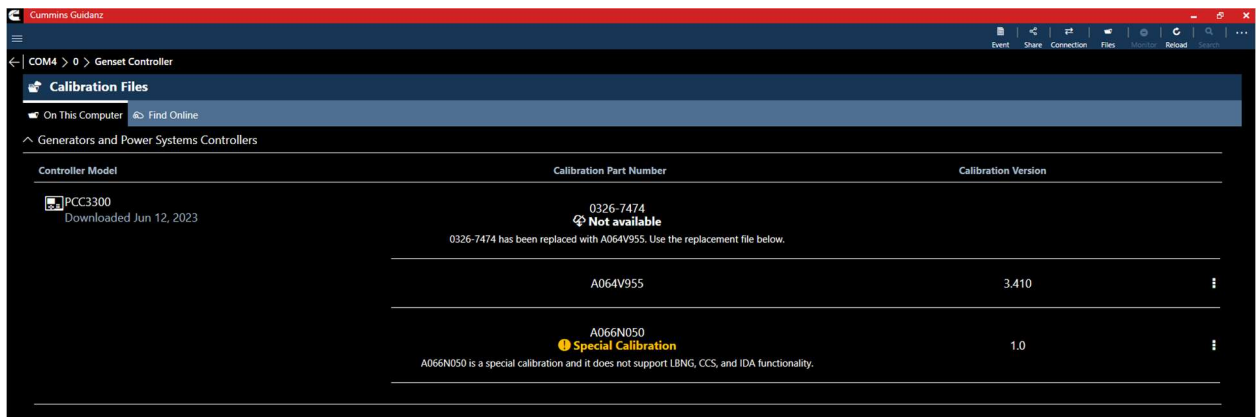 Cummins Guidanz
Event Share Connection Files Monitor Reload Search
COM4 > 0 > Genset Controller
Calibration Files
On This Computer Find Online
Generators and Power Systems Controllers
Controller Model Calibration Part Number Calibration Version
PCC3300
Downloaded Jun 12, 2023
0326-7474
Not available
0326-7474 has been replaced with A064V955. Use the replacement file below.
A064V955 3.410
A066N050
Special Calibration 1.0
A066N050 is a special calibration and it does not support LBNG, CCS, and IDA functionality.